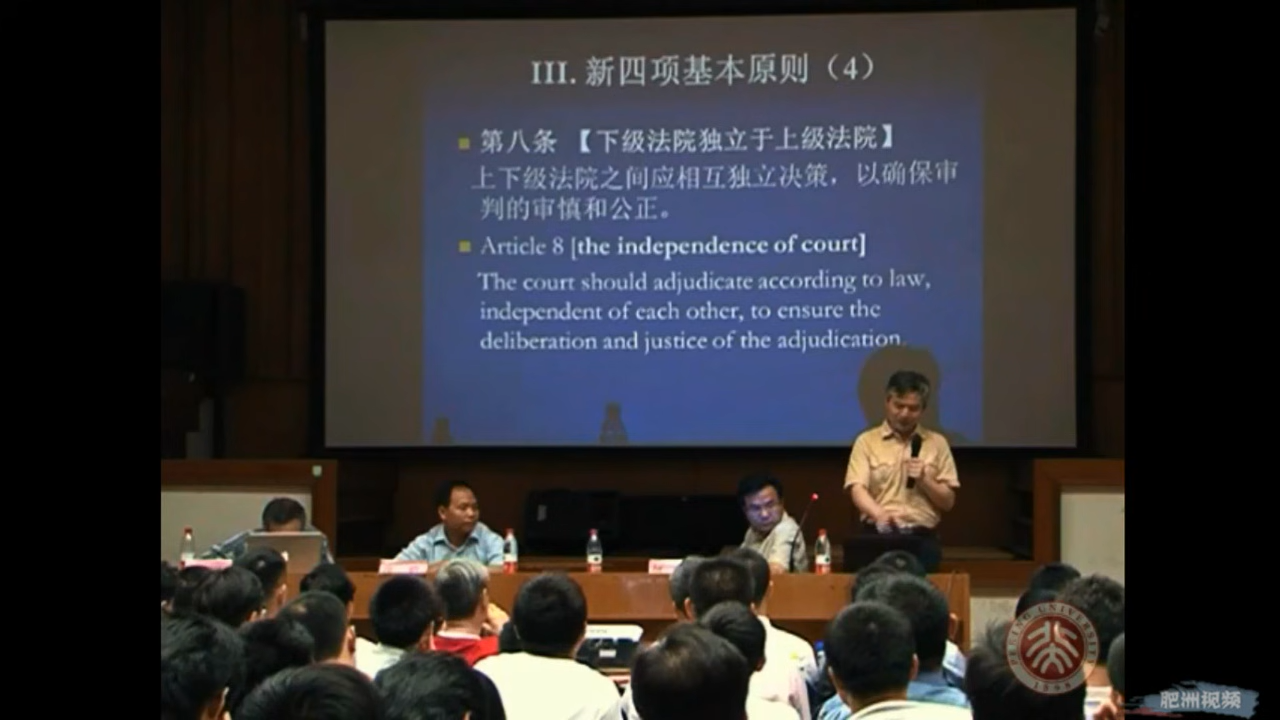 III. 新四项基本原则（4）
第八条 【下级法院独立于上级法院】
上下级法院之间应相互独立决策，以确保审
判的审慎和公正。
Article 8 [the independence of court]
The court should adjudicate according to law,
independent of each other, to ensure the
deliberation and justice of the adjudication.
PEKING UNIVERSITY
1898
肥洲视频